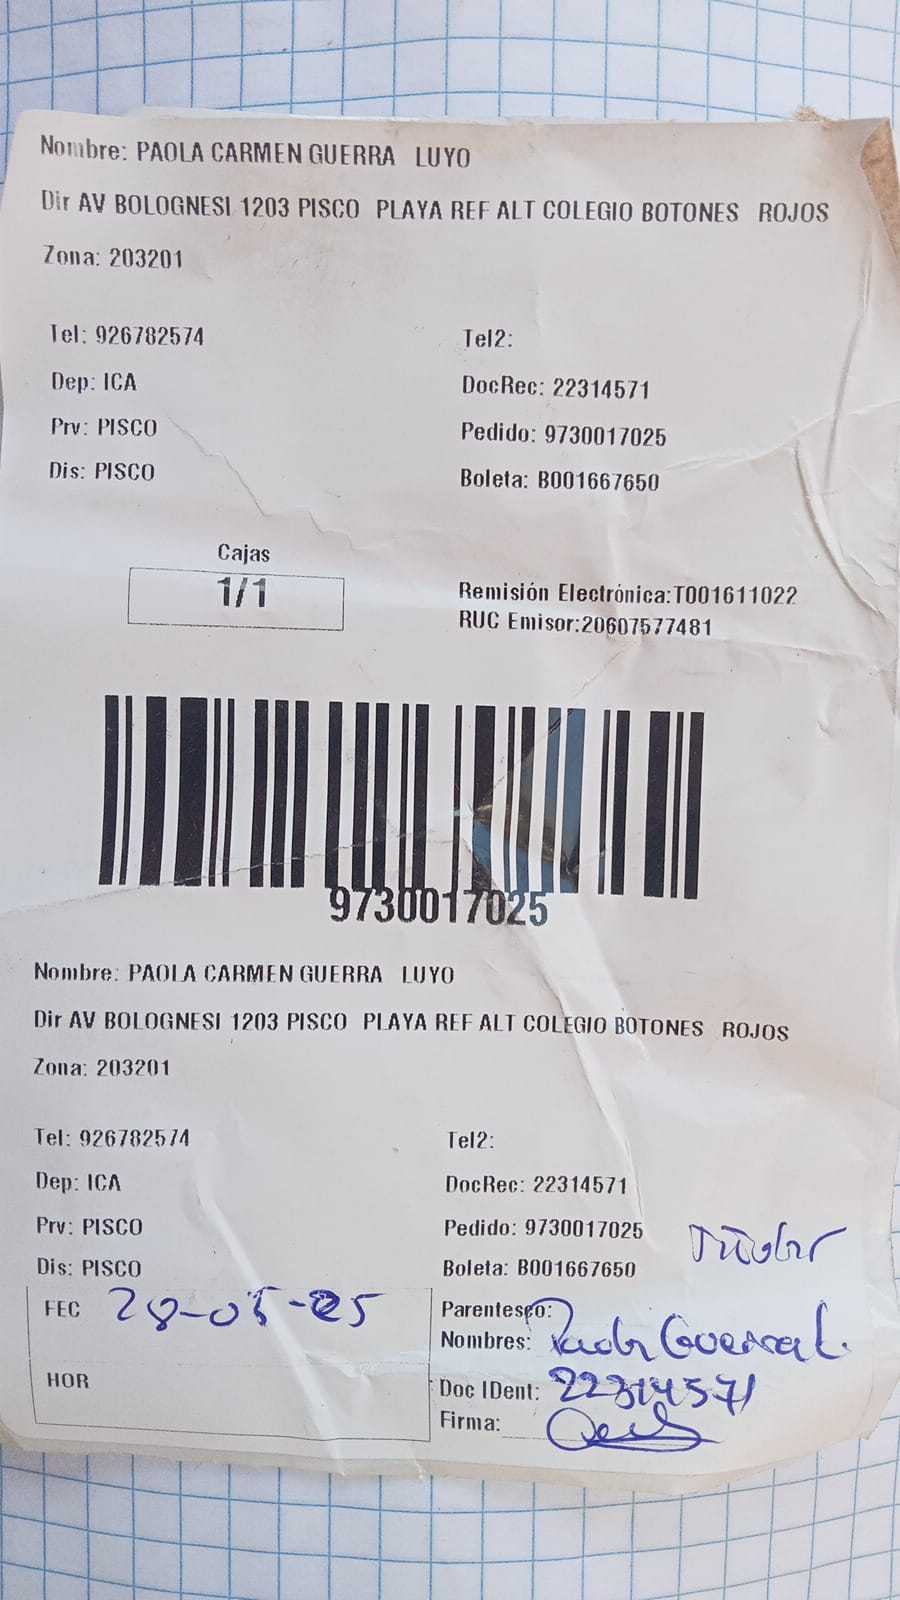 Nombre: PAOLA CARMEN GUERRA LUYO
Dir AV BOLOGNESI 1203 PISCO PLAYA REF ALT COLEGIO BOTONES ROJOS
Zona: 203201
Tel: 926782574 Tel2:
Dep: ICA DocRec: 22314571
Prv: PISCO Pedido: 9730017025
Dis: PISCO Boleta: B001667650
Cajas
1/1
Remisión Electrónica:T001611022
RUC Emisor:20607577481
9730017025
Nombre: PAOLA CARMEN GUERRA LUYO
Dir AV BOLOGNESI 1203 PISCO PLAYA REF ALT COLEGIO BOTONES ROJOS
Zona: 203201
Tel: 926782574 Tel2:
Dep: ICA DocRec: 22314571
Prv: PISCO Pedido: 9730017025
Dis: PISCO Boleta: B001667650
FEC 28-05-25 Parentesco:
Nombres: Paola Guerra L.
HOR Doc IDent: 22314571
Firma: